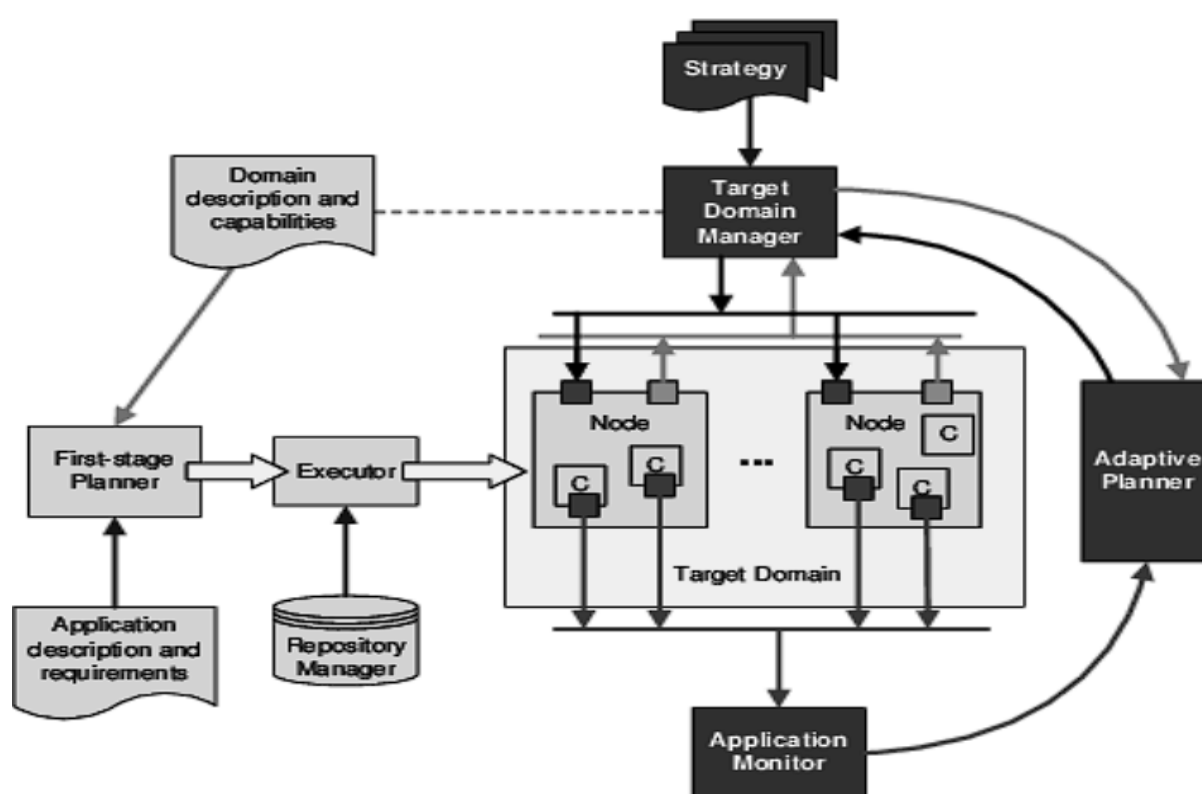 Strategy
Domain
description and
capabilities
Target
Domain
Manager
Node
Node
C
C
C
C
C
...
First-stage
Planner
Executor
Adaptive
Planner
Target Domain
Application
description and
requirements
Repository
Manager
Application
Monitor